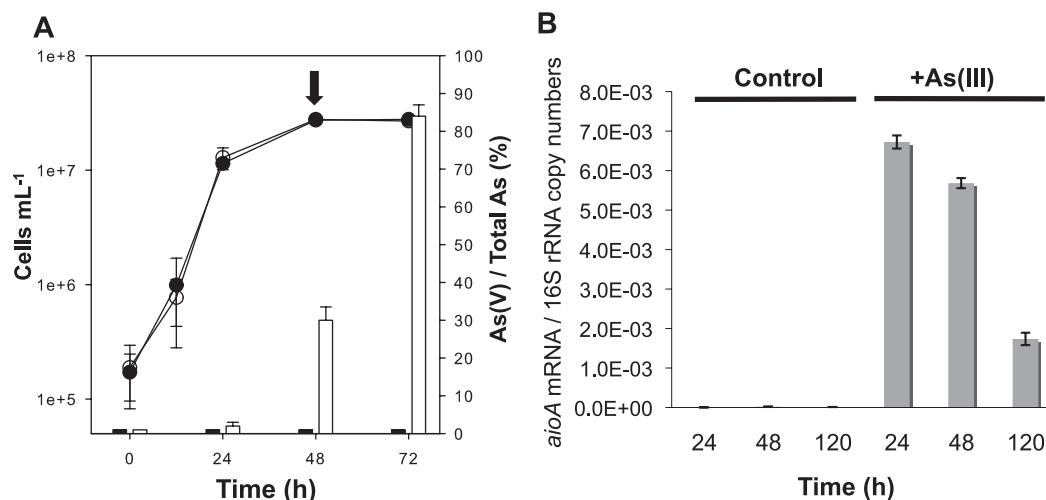 A
Cells mL-1
1e+8
1e+7
1e+6
1e+5
100
90
80
70
60
50
40
30
20
10
0
As(V) / Total As (%)
0 24 48 72
Time (h)
B
Control +As(III)
aioA mRNA / 16S rRNA copy numbers
8.0E-03
7.0E-03
6.0E-03
5.0E-03
4.0E-03
3.0E-03
2.0E-03
1.0E-03
0.0E+00
24 48 120 24 48 120
Time (h)